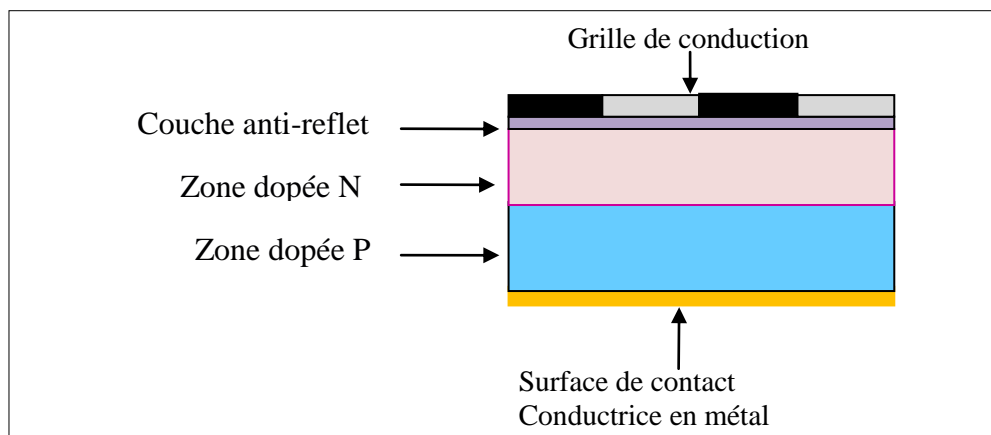 Grille de conduction
Couche anti-reflet
Zone dopée N
Zone dopée P
Surface de contact
Conductrice en métal